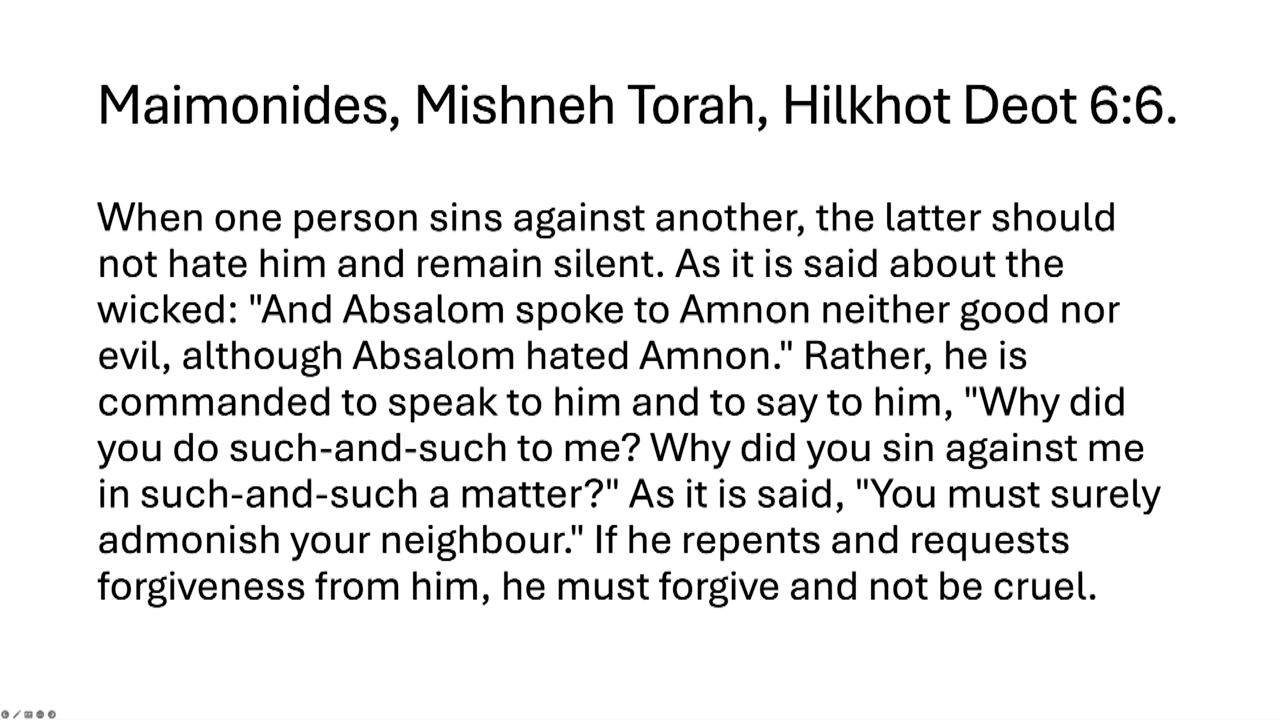 Maimonides, Mishneh Torah, Hilkhot Deot 6:6.
When one person sins against another, the latter should
not hate him and remain silent. As it is said about the
wicked: "And Absalom spoke to Amnon neither good nor
evil, although Absalom hated Amnon." Rather, he is
commanded to speak to him and to say to him, "Why did
you do such-and-such to me? Why did you sin against me
in such-and-such a matter?" As it is said, "You must surely
admonish your neighbour." If he repents and requests
forgiveness from him, he must forgive and not be cruel.